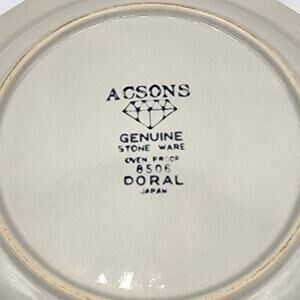 ACSONS
GENUINE
STONE WARE
OVEN PROOF
8506
DORAL
JAPAN